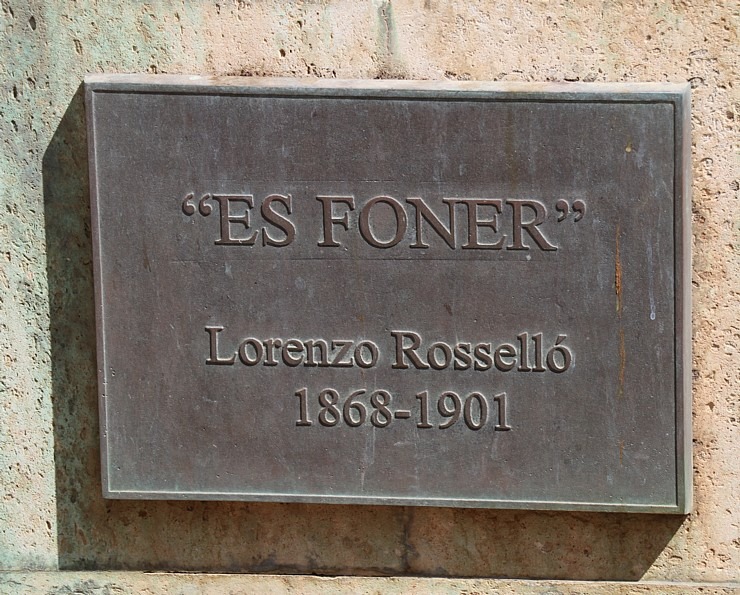 “ES FONER”
Lorenzo Rosselló
1868-1901